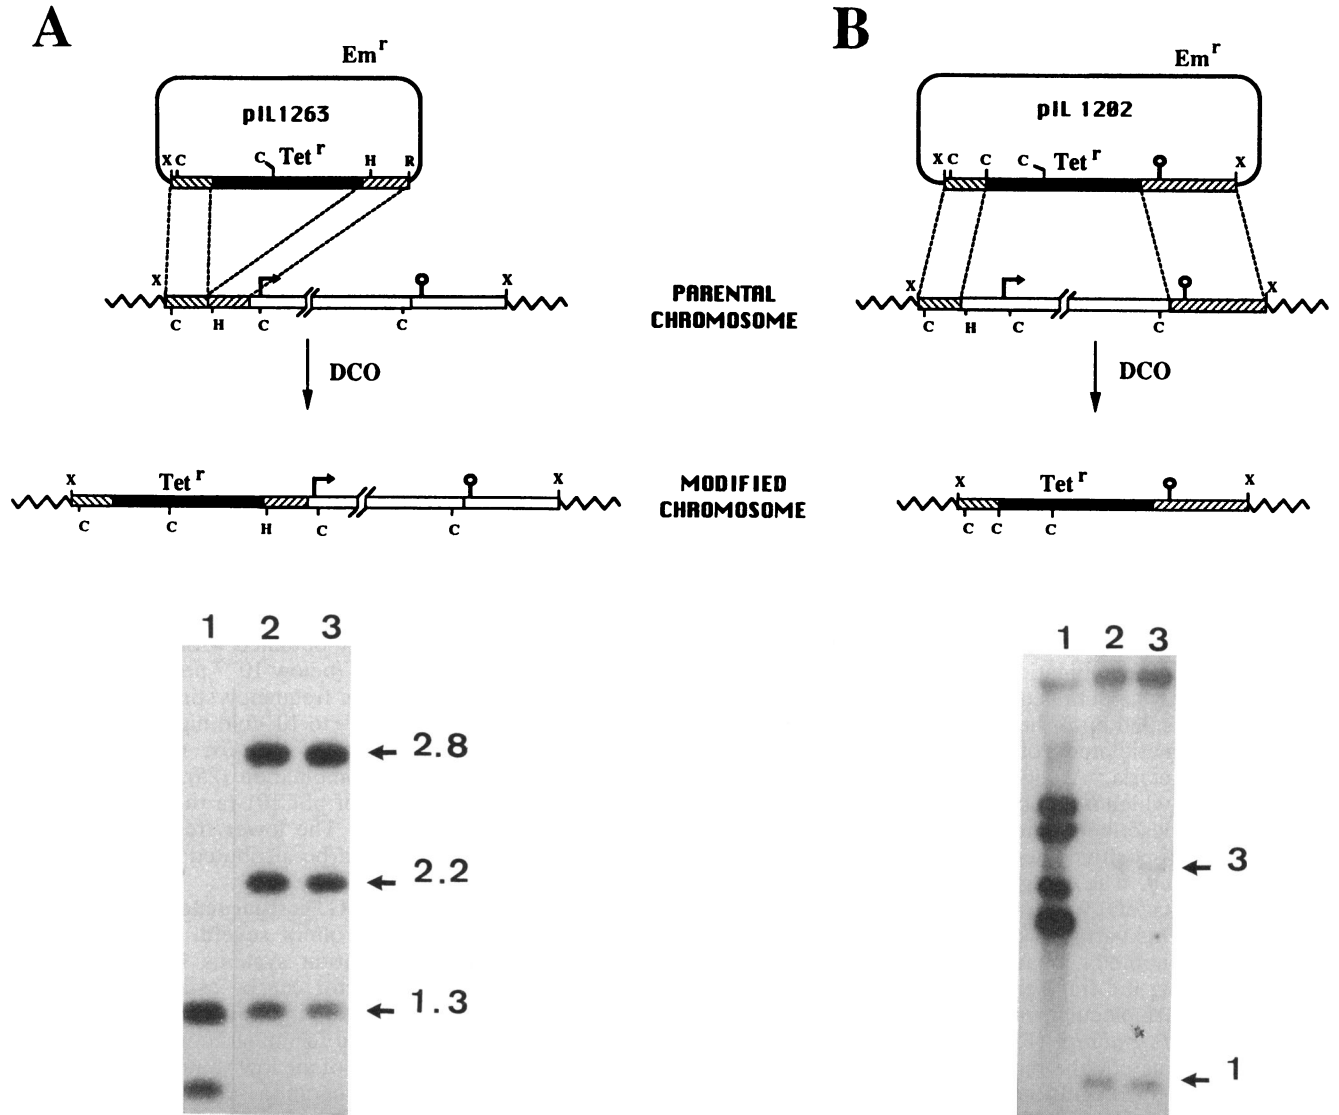 A
B
Em^r
Em^r
pIL1263
pIL 1202
X C C Tet^r H R
X C C C Tet^r X
X X
X X
C H C C
C H C C
PARENTAL
CHROMOSOME
DCO
DCO
X Tet^r X
X Tet^r X
MODIFIED
CHROMOSOME
C C H C C
C C C
1 2 3
1 2 3
2.8
2.2
1.3
3
1